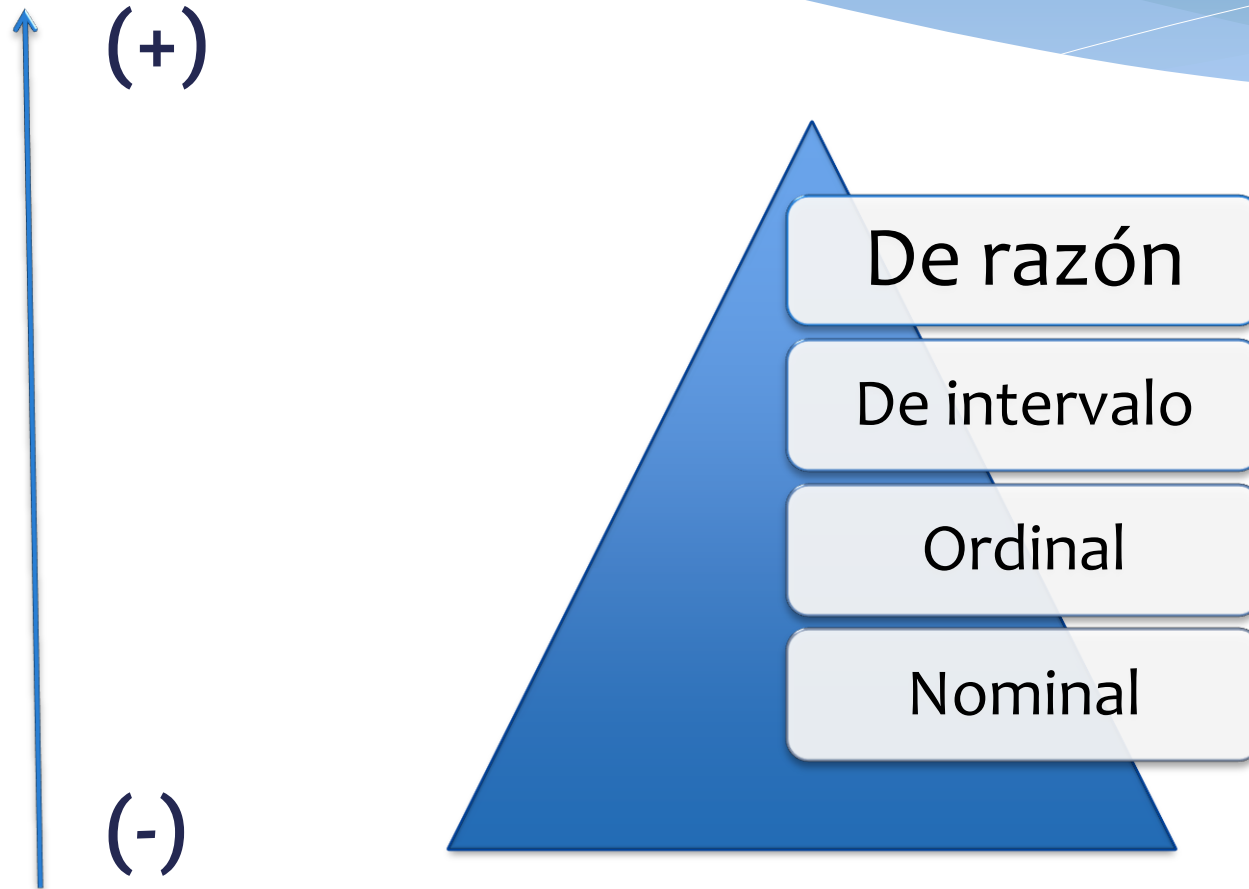 (+)
De razón
De intervalo
Ordinal
Nominal
(-)